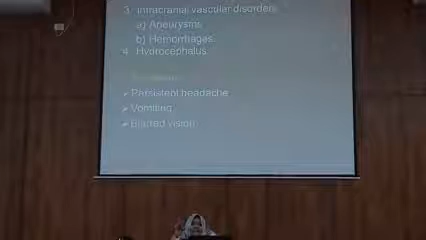 3. Intracranial vascular disorders
a) Aneurysms
b) Hemorrhages.
4. Hydrocephalus
Persistent headache
Vomiting
Blurred vision